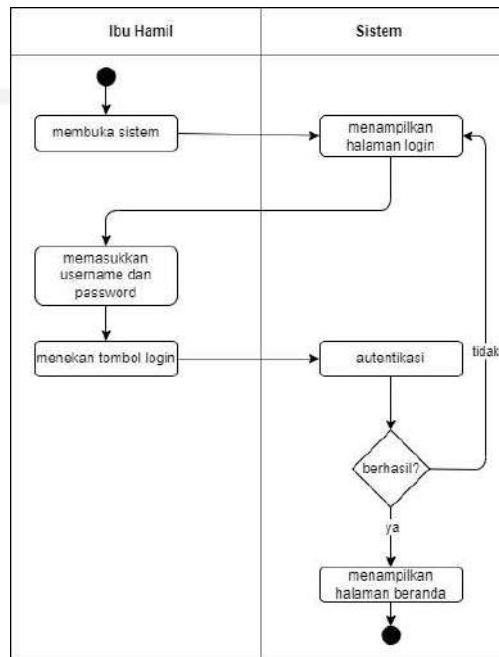 Ibu Hamil
Sistem
membuka sistem
menampilkan
halaman login
memasukkan
username dan
password
menekan tombol login
autentikasi
tidak
berhasil?
ya
menampilkan
halaman beranda